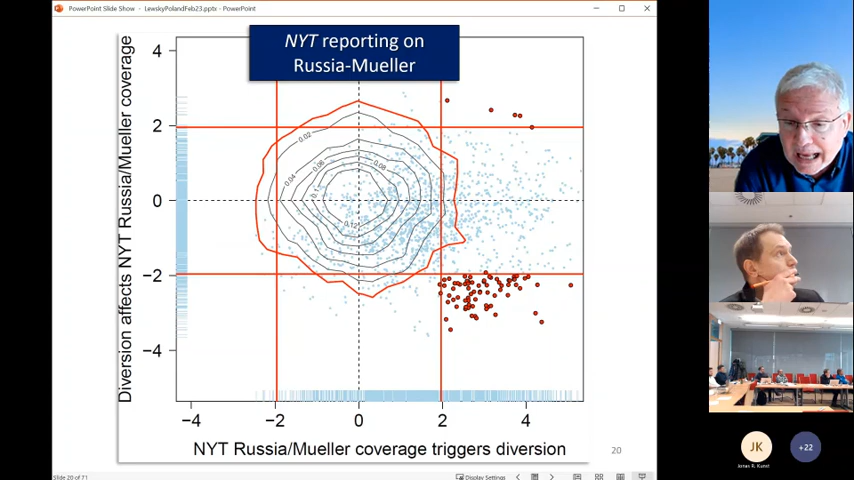 PowerPoint Slide Show - LewskyPolandFeb23.pptx - PowerPoint
NYT reporting on
Russia-Mueller
Diversion affects NYT Russia/Mueller coverage
4
2
0
−2
−4
0.02
0.04
0.06
0.08
0.1
0.12
−4
−2
0
2
4
NYT Russia/Mueller coverage triggers diversion
20
Slide 20 of 71
Display Settings
JK
Jonas R. Kunst
+22